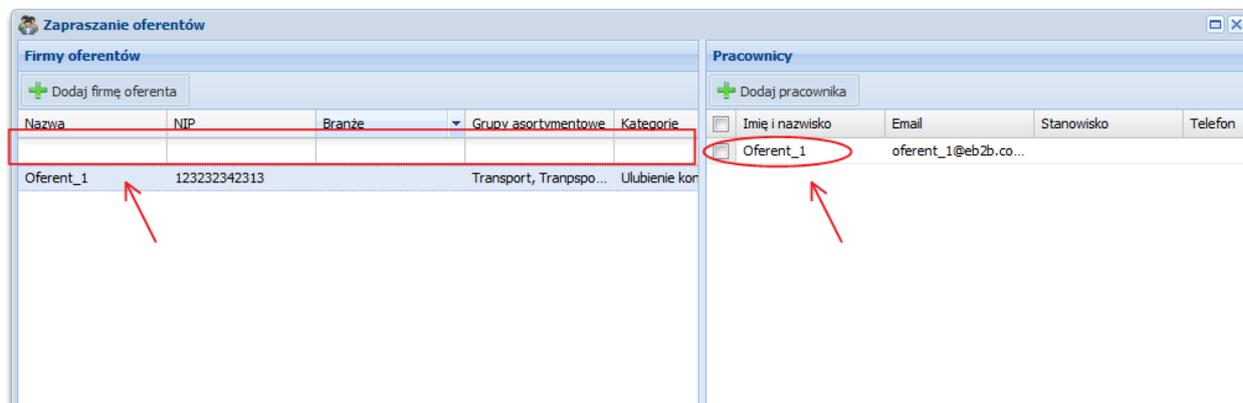 Zapraszanie oferentów
Firmy oferentów
Pracownicy
Dodaj firmę oferenta
Dodaj pracownika
Nazwa NIP Branże Grupy asortymentowe Kategorie
Imię i nazwisko Email Stanowisko Telefon
Oferent_1 oferent_1@eb2b.co...
Oferent_1 123232342313 Transport, Tranpspo... Ulubienie kon